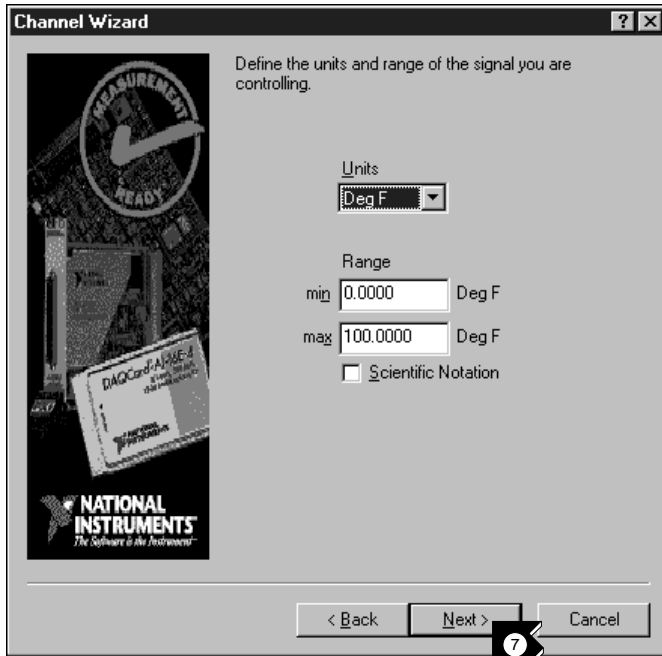 Channel Wizard
MEASUREMENT
READY
DAQCard-AI-16E-4
NATIONAL
INSTRUMENTS
NATIONAL
INSTRUMENTS
The Software is the Instrument
Define the units and range of the signal you are
controlling.
Units
Deg F
Range
min 0.0000 Deg F
max 100.0000 Deg F
Scientific Notation
< Back Next > Cancel
7